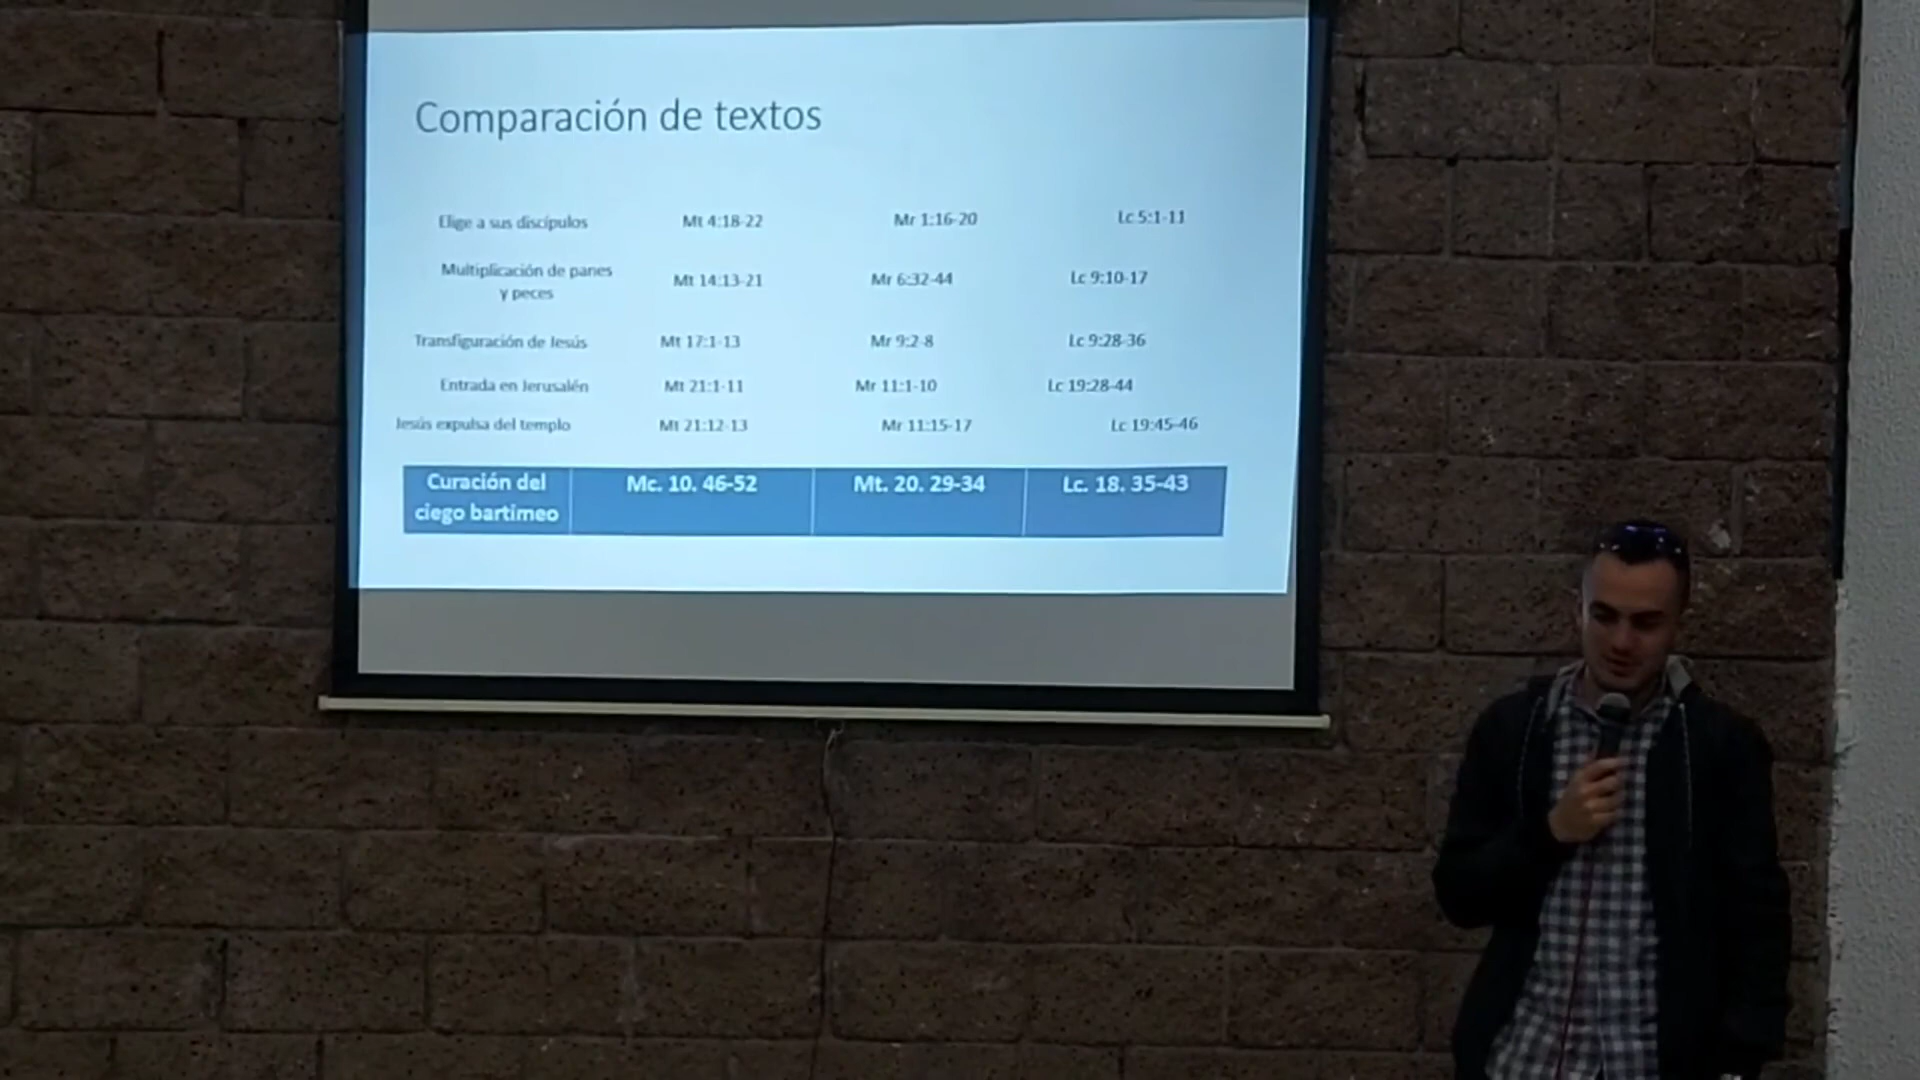 Comparación de textos
Elige a sus discípulos Mt 4:18-22 Mr 1:16-20 Lc 5:1-11
Multiplicación de panes
y peces Mt 14:13-21 Mr 6:32-44 Lc 9:10-17
Transfiguración de Jesús Mt 17:1-13 Mr 9:2-8 Lc 9:28-36
Entrada en Jerusalén Mt 21:1-11 Mr 11:1-10 Lc 19:28-44
Jesús expulsa del templo Mt 21:12-13 Mr 11:15-17 Lc 19:45-46
Curación del Mc. 10. 46-52 Mt. 20. 29-34 Lc. 18. 35-43
ciego bartimeo